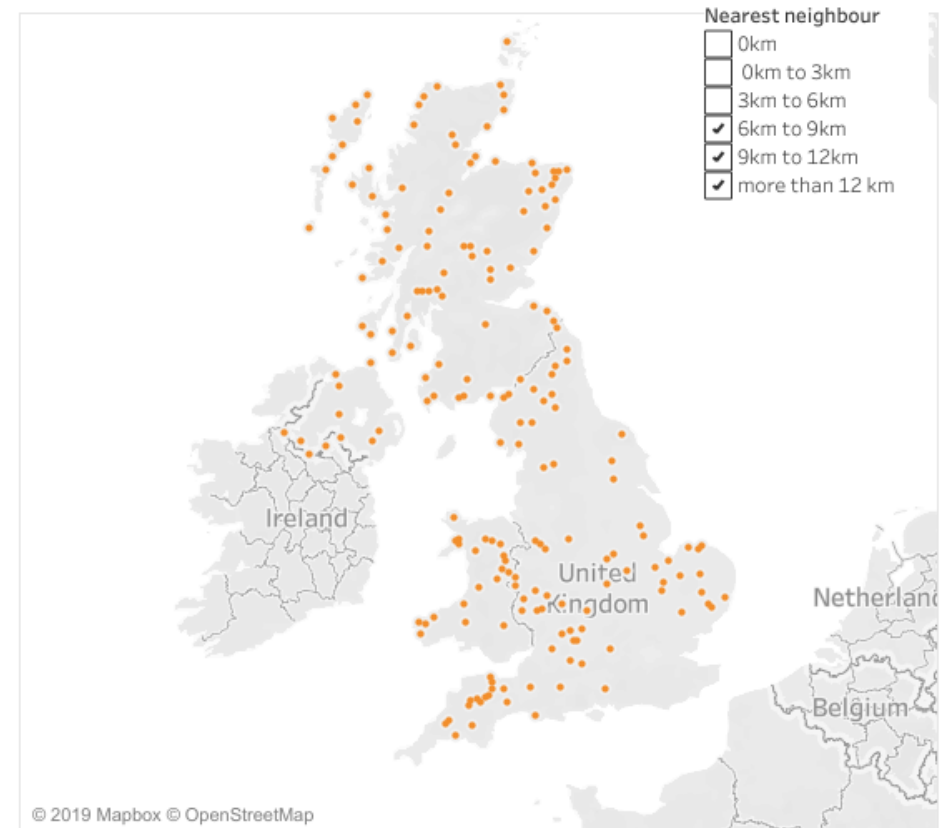 Nearest neighbour
0km
0km to 3km
3km to 6km
6km to 9km
9km to 12km
more than 12 km
Ireland
United
Kingdom
Netherland
Belgium
© 2019 Mapbox © OpenStreetMap